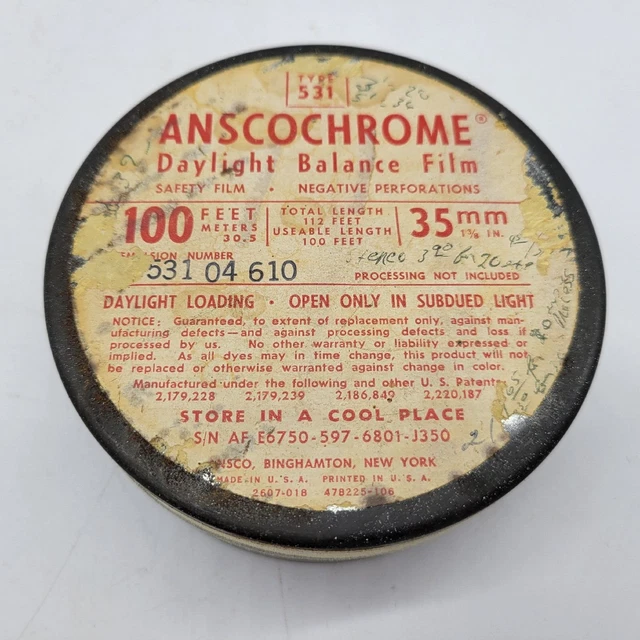 TYPE
531
ANSCOCHROME®
Daylight Balance Film
SAFETY FILM • NEGATIVE PERFORATIONS
100 FEET
METERS
30.5
TOTAL LENGTH
112 FEET
USEABLE LENGTH
100 FEET
35mm
1⅜ IN.
NUMBER
531 04 610
PROCESSING NOT INCLUDED
DAYLIGHT LOADING • OPEN ONLY IN SUBDUED LIGHT
NOTICE: Guaranteed, to extent of replacement only, against man-
ufacturing defects—and against processing defects and loss if
processed by us. No other warranty or liability expressed or
implied. As all dyes may in time change, this product will not
be replaced or otherwise warranted against change in color.
Manufactured under the following and other U. S. Patents
2,179,228 2,179,239 2,186,849 2,220,187
STORE IN A COOL PLACE
S/N AF E6750-597-6801-J350
NSCO, BINGHAMTON, NEW YORK
MADE IN U. S. A. PRINTED IN U. S. A.
2607-018 478225-106